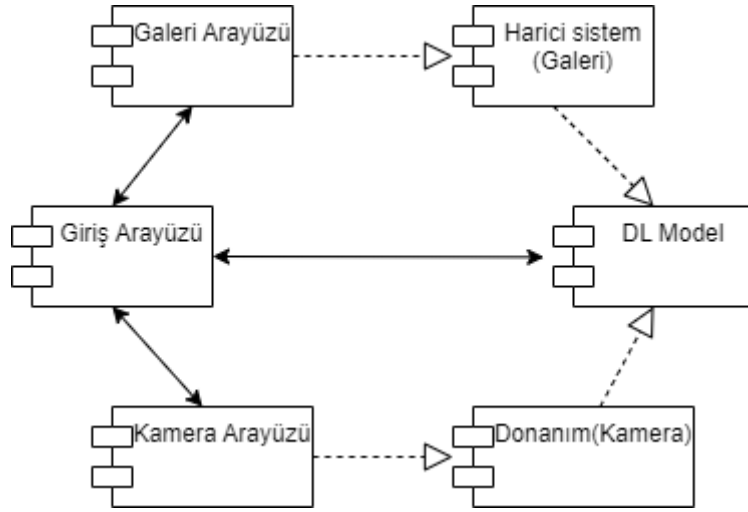 Galeri Arayüzü
Harici sistem
(Galeri)
Giriş Arayüzü
DL Model
Kamera Arayüzü
Donanım(Kamera)